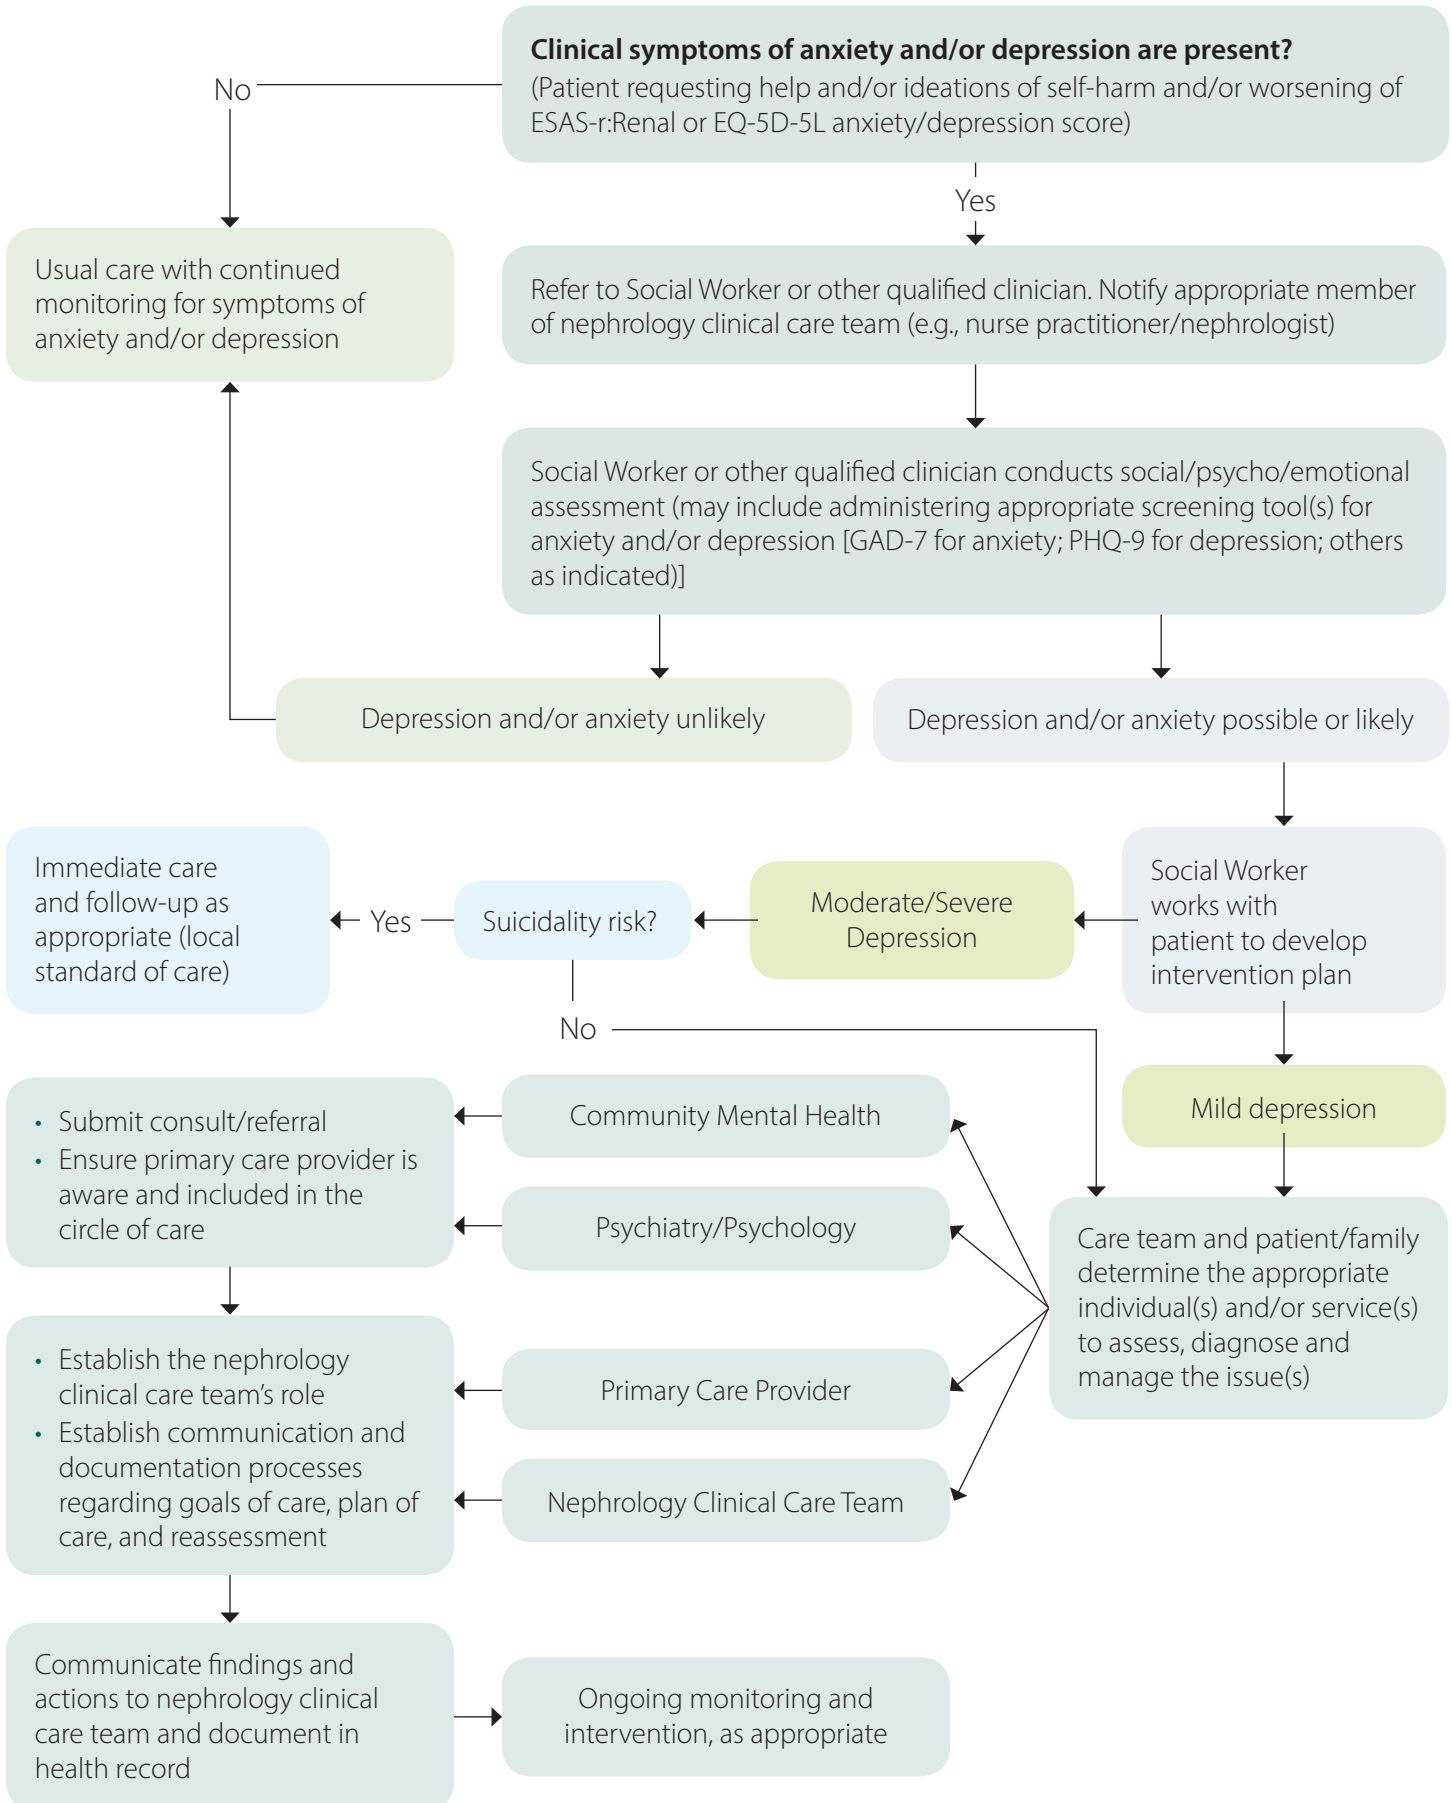 Clinical symptoms of anxiety and/or depression are present?
(Patient requesting help and/or ideations of self-harm and/or worsening of
ESAS-r:Renal or EQ-5D-5L anxiety/depression score)
No
Yes
Usual care with continued
monitoring for symptoms of
anxiety and/or depression
Refer to Social Worker or other qualified clinician. Notify appropriate member
of nephrology clinical care team (e.g., nurse practitioner/nephrologist)
Social Worker or other qualified clinician conducts social/psycho/emotional
assessment (may include administering appropriate screening tool(s) for
anxiety and/or depression [GAD-7 for anxiety; PHQ-9 for depression; others
as indicated)]
Depression and/or anxiety unlikely
Depression and/or anxiety possible or likely
Social Worker
works with
patient to develop
intervention plan
Moderate/Severe
Depression
Suicidality risk?
Yes
Immediate care
and follow-up as
appropriate (local
standard of care)
No
Mild depression
Care team and patient/family
determine the appropriate
individual(s) and/or service(s)
to assess, diagnose and
manage the issue(s)
Community Mental Health
Psychiatry/Psychology
Primary Care Provider
Nephrology Clinical Care Team
• Submit consult/referral
• Ensure primary care provider is
aware and included in the
circle of care
• Establish the nephrology
clinical care team's role
• Establish communication and
documentation processes
regarding goals of care, plan of
care, and reassessment
Communicate findings and
actions to nephrology clinical
care team and document in
health record
Ongoing monitoring and
intervention, as appropriate